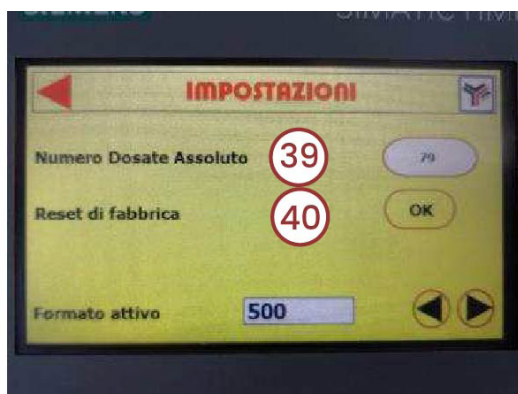 SIEMENS
SIMATIC HMI
IMPOSTAZIONI
Numero Dosate Assoluto 39 79
Reset di fabbrica 40 OK
Formato attivo 500